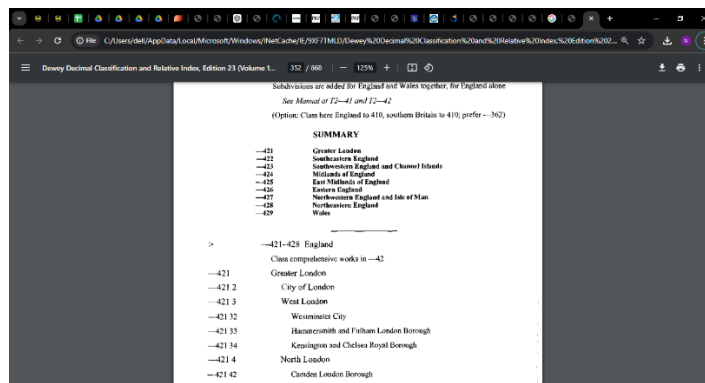 File C:/Users/dell/AppData/Local/Microsoft/Windows/INetCache/IE/9XF7TMLD/Dewey%20Decimal%20Classification%20and%20Relative%20Index,%20Edition%202...
Dewey Decimal Classification and Relative Index, Edition 23 (Volume 1... 352 / 868 125%
Subdivisions are added for England and Wales together, for England alone
See Manual at T2—41 and T2—42
(Option: Class here England to 410, southern Britain to 410; prefer —362)
SUMMARY
—421 Greater London
—422 Southeastern England
—423 Southwestern England and Channel Islands
—424 Midlands of England
—425 East Midlands of England
—426 Eastern England
—427 Northwestern England and Isle of Man
—428 Northeastern England
—429 Wales
> —421–428 England
Class comprehensive works in —42
—421 Greater London
—421 2 City of London
—421 3 West London
—421 32 Westminster City
—421 33 Hammersmith and Fulham London Borough
—421 34 Kensington and Chelsea Royal Borough
—421 4 North London
—421 42 Camden London Borough